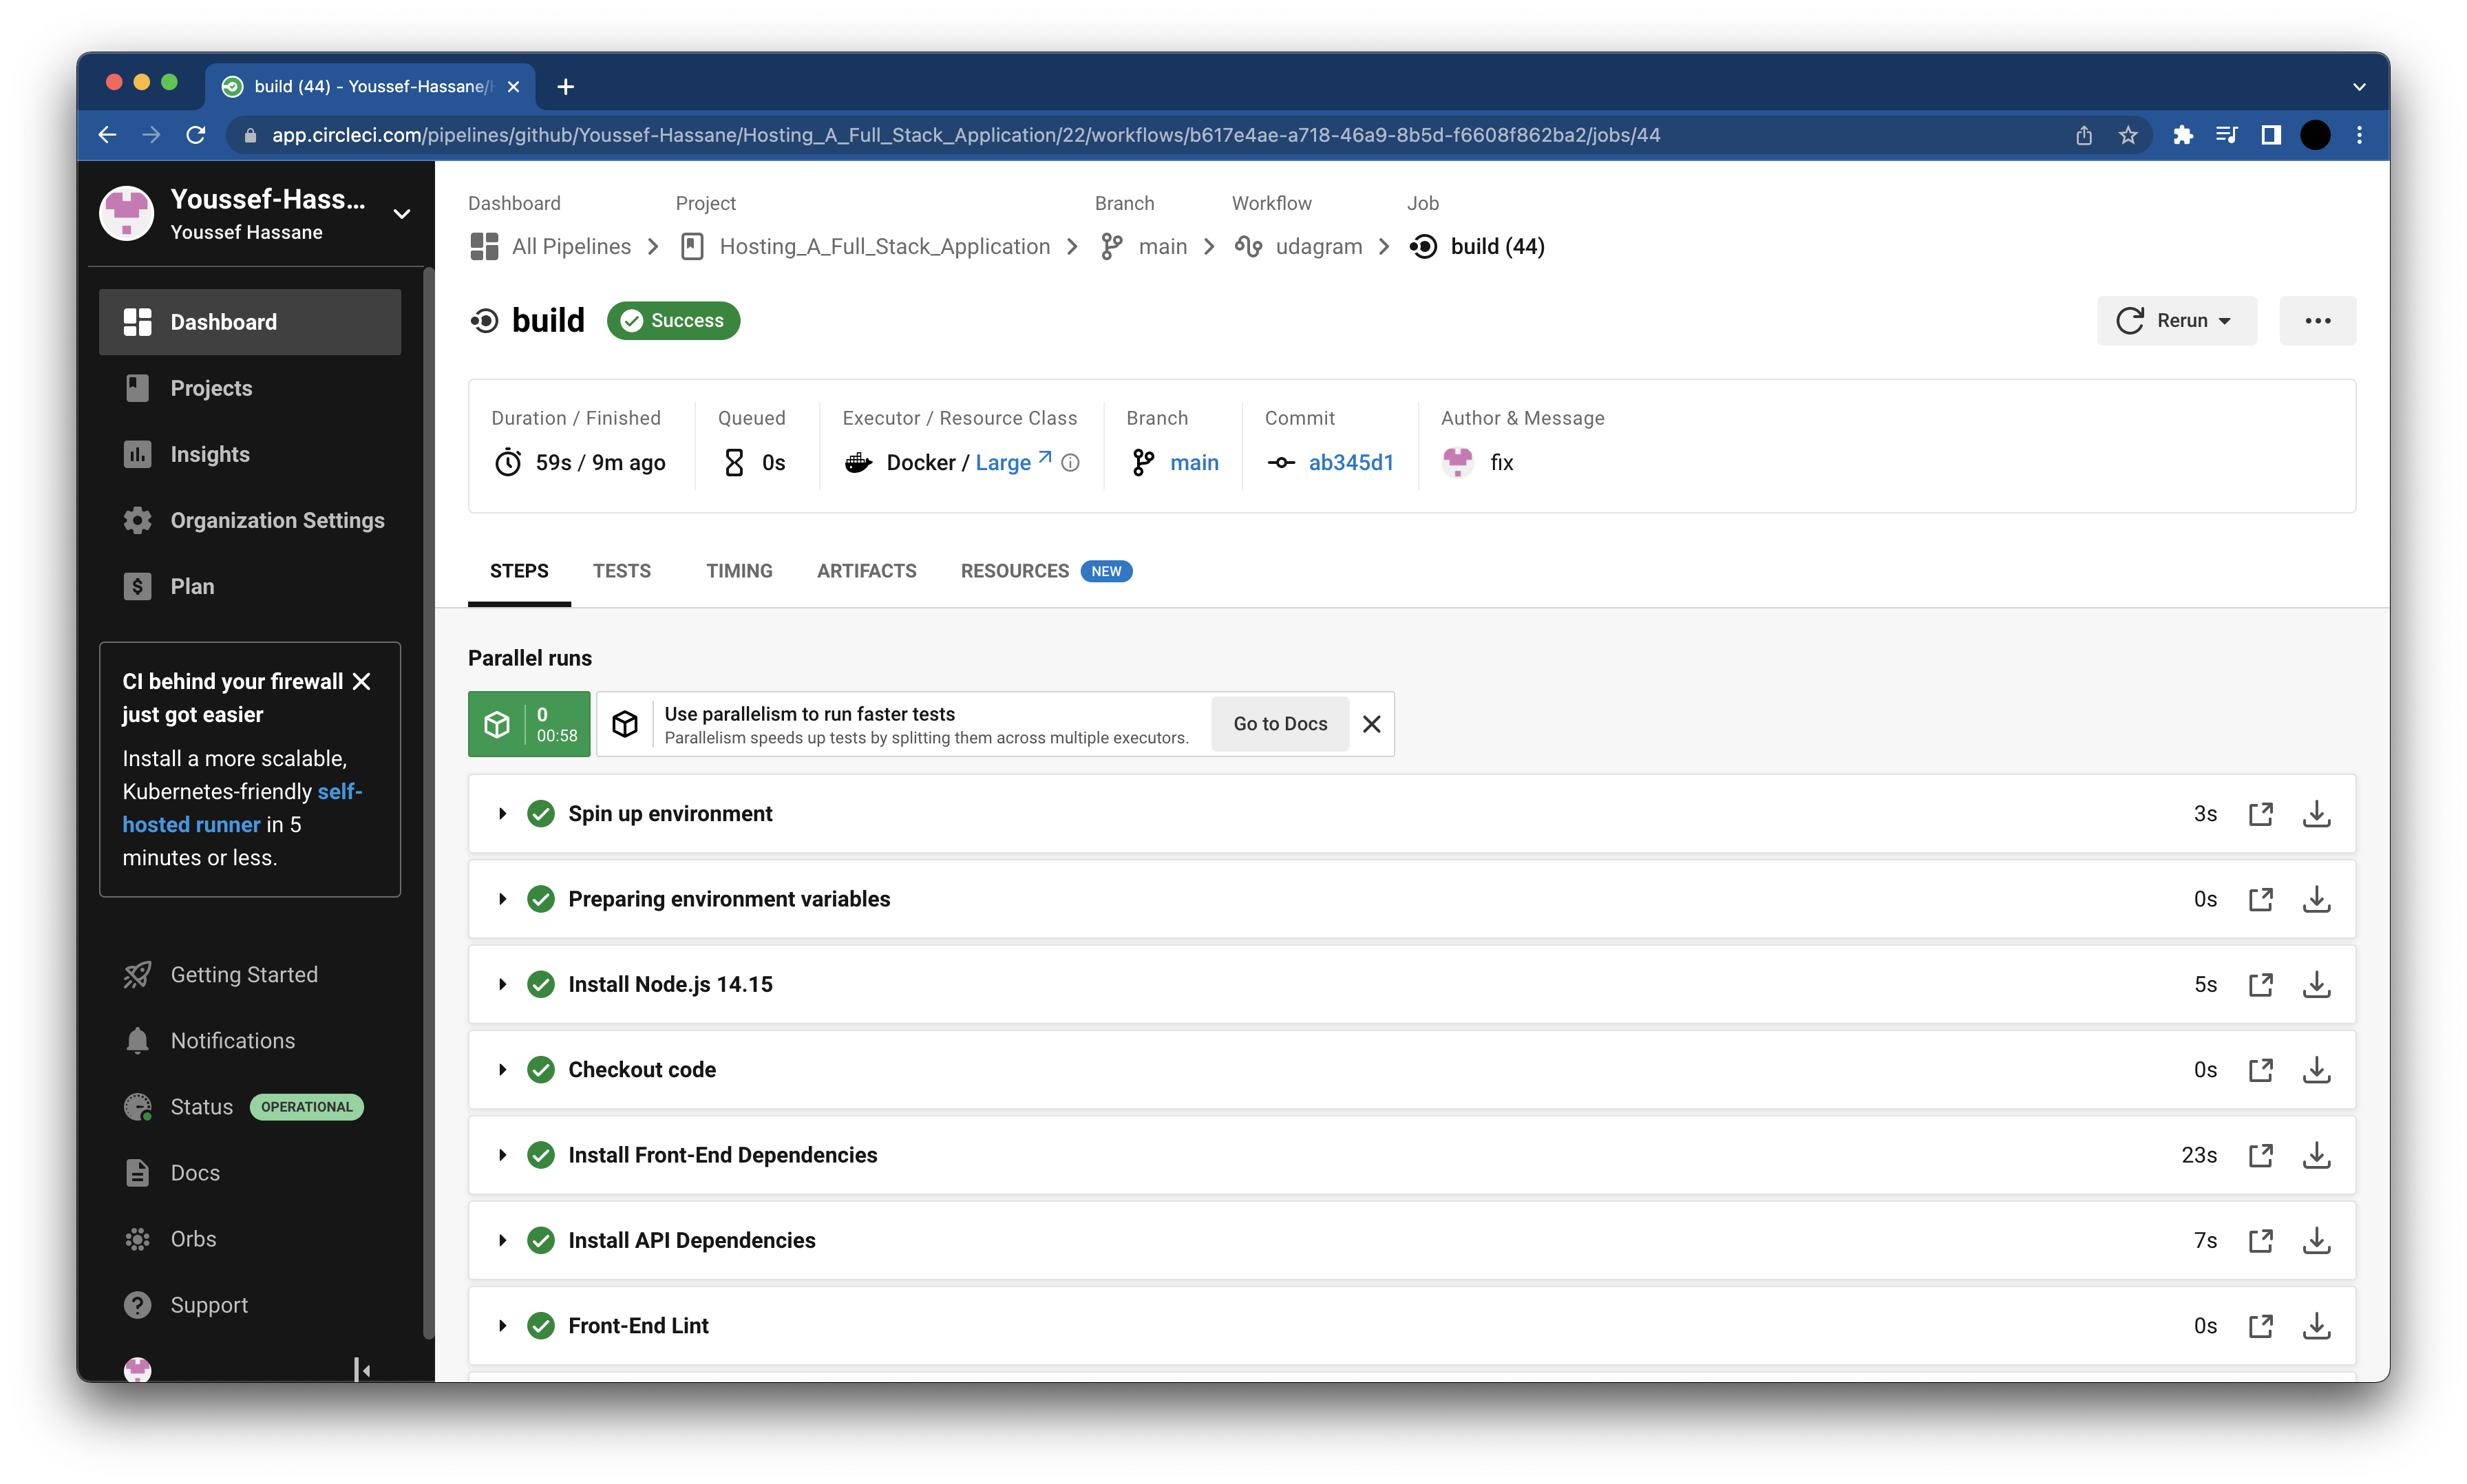 build (44) - Youssef-Hassane/
app.circleci.com/pipelines/github/Youssef-Hassane/Hosting_A_Full_Stack_Application/22/workflows/b617e4ae-a718-46a9-8b5d-f6608f862ba2/jobs/44
Youssef-Hass...
Youssef Hassane
Dashboard
Projects
Insights
Organization Settings
Plan
CI behind your firewall
just got easier
Install a more scalable,
Kubernetes-friendly self-
hosted runner in 5
minutes or less.
Getting Started
Notifications
Status OPERATIONAL
Docs
Orbs
Support
Dashboard Project Branch Workflow Job
All Pipelines Hosting_A_Full_Stack_Application main udagram build (44)
build Success
Rerun
Duration / Finished Queued Executor / Resource Class Branch Commit Author & Message
59s / 9m ago 0s Docker / Large main ab345d1 fix
STEPS TESTS TIMING ARTIFACTS RESOURCES NEW
Parallel runs
0
00:58
Use parallelism to run faster tests
Parallelism speeds up tests by splitting them across multiple executors.
Go to Docs
Spin up environment 3s
Preparing environment variables 0s
Install Node.js 14.15 5s
Checkout code 0s
Install Front-End Dependencies 23s
Install API Dependencies 7s
Front-End Lint 0s